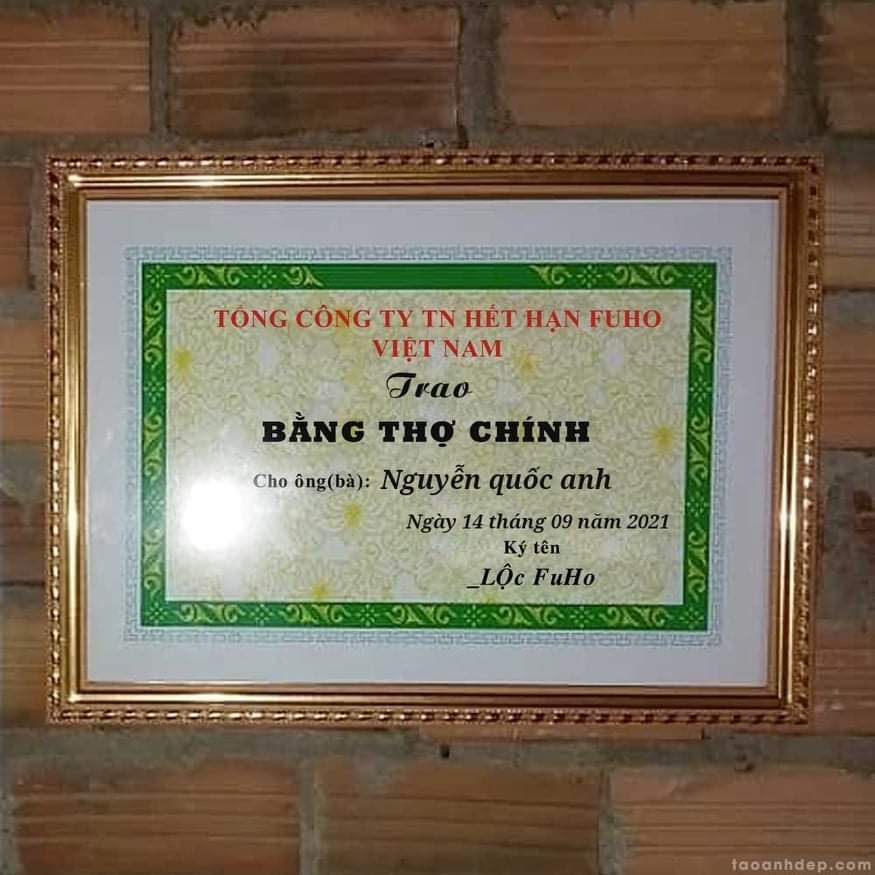 TỔNG CÔNG TY TN HẾT HẠN FUHO
VIỆT NAM
Trao
BẰNG THỢ CHÍNH
Cho ông(bà): Nguyễn quốc anh
Ngày 14 tháng 09 năm 2021
Ký tên
_LỘc FuHo
taoanhdep.com